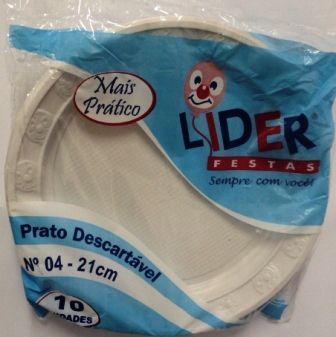 Mais
Prático
LIDER
FESTAS
Sempre com você!
Prato Descartável
Nº 04 - 21cm
10